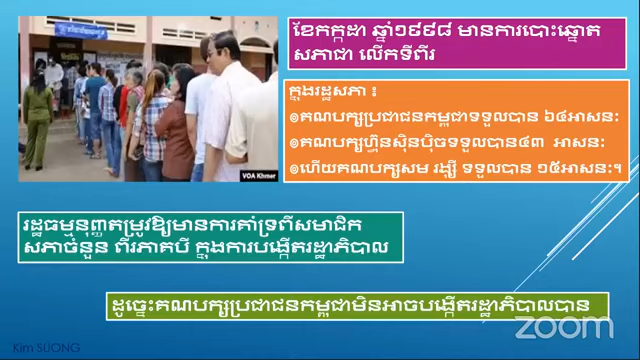 ខែកក្កដា ឆ្នាំ១៩៩៨ មានការបោះឆ្នោត
សភាជា លើកទីពីរ
ក្នុងរដ្ឋសភា ៖
គណបក្សប្រជាជនកម្ពុជាទទួលបាន ៦៤អាសនៈ
គណបក្សហ៊្វុនស៊ិនប៉ិចទទួលបាន៤៣ អាសនៈ
ហើយគណបក្សសម រង្ស៊ី ទទួលបាន ១៥អាសនៈ។
VOA Khmer
រដ្ឋធម្មនុញ្ញតម្រូវឱ្យមានការគាំទ្រពីសមាជិក
សភាចំនួន ពីរភាគបី ក្នុងការបង្កើតរដ្ឋាភិបាល
ដូច្នេះគណបក្សប្រជាជនកម្ពុជាមិនអាចបង្កើតរដ្ឋាភិបាលបាន
zoom
Kim SUONG